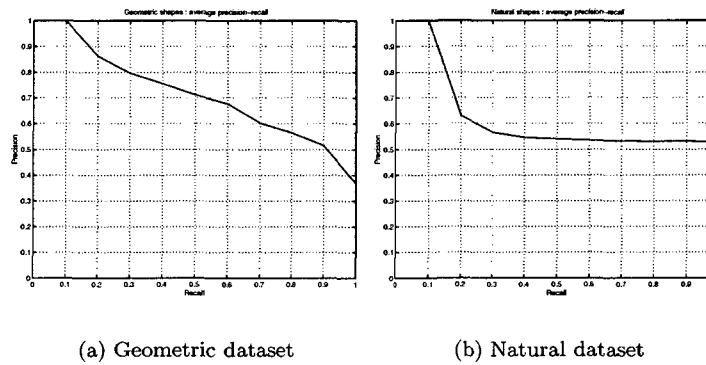 Geometric shapes : average precision-recall
1
0.9
0.8
0.7
0.6
0.5
0.4
0.3
0.2
0.1
0
Precision
0 0.1 0.2 0.3 0.4 0.5 0.6 0.7 0.8 0.9 1
Recall
(a) Geometric dataset
Natural shapes : average precision-recall
1
0.9
0.8
0.7
0.6
0.5
0.4
0.3
0.2
0.1
0
Precision
0 0.1 0.2 0.3 0.4 0.5 0.6 0.7 0.8 0.9
Recall
(b) Natural dataset